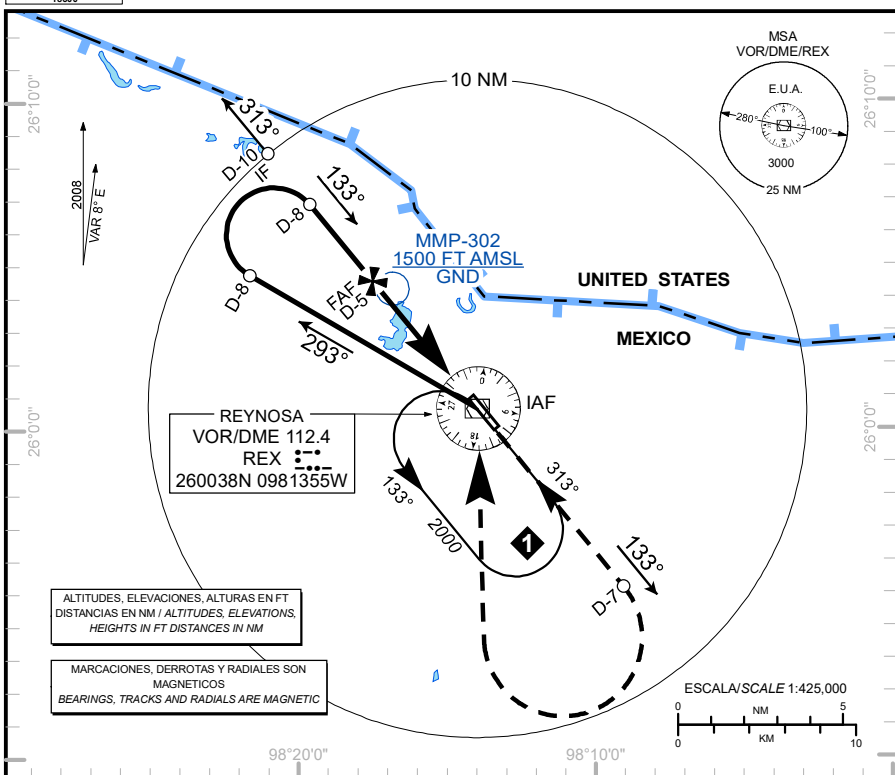 MSA
VOR/DME/REX
E.U.A.
280°
100°
3000
25 NM
26°10'0"
26°10'0"
10 NM
313°
D-10
IF
133°
D-8
2008
VAR 8° E
MMP-302
1500 FT AMSL
GND
D-8
FAF
D-5
UNITED STATES
MEXICO
293°
0
9
18
27
IAF
26°0'0"
26°0'0"
REYNOSA
VOR/DME 112.4
REX
260038N 0981355W
313°
133°
2000
1
133°
D-7
ALTITUDES, ELEVACIONES, ALTURAS EN FT
DISTANCIAS EN NM / ALTITUDES, ELEVATIONS,
HEIGHTS IN FT DISTANCES IN NM
MARCACIONES, DERROTAS Y RADIALES SON
MAGNETICOS
BEARINGS, TRACKS AND RADIALS ARE MAGNETIC
ESCALA/SCALE 1:425,000
0 NM 5
0 KM 10
98°20'0"
98°10'0"